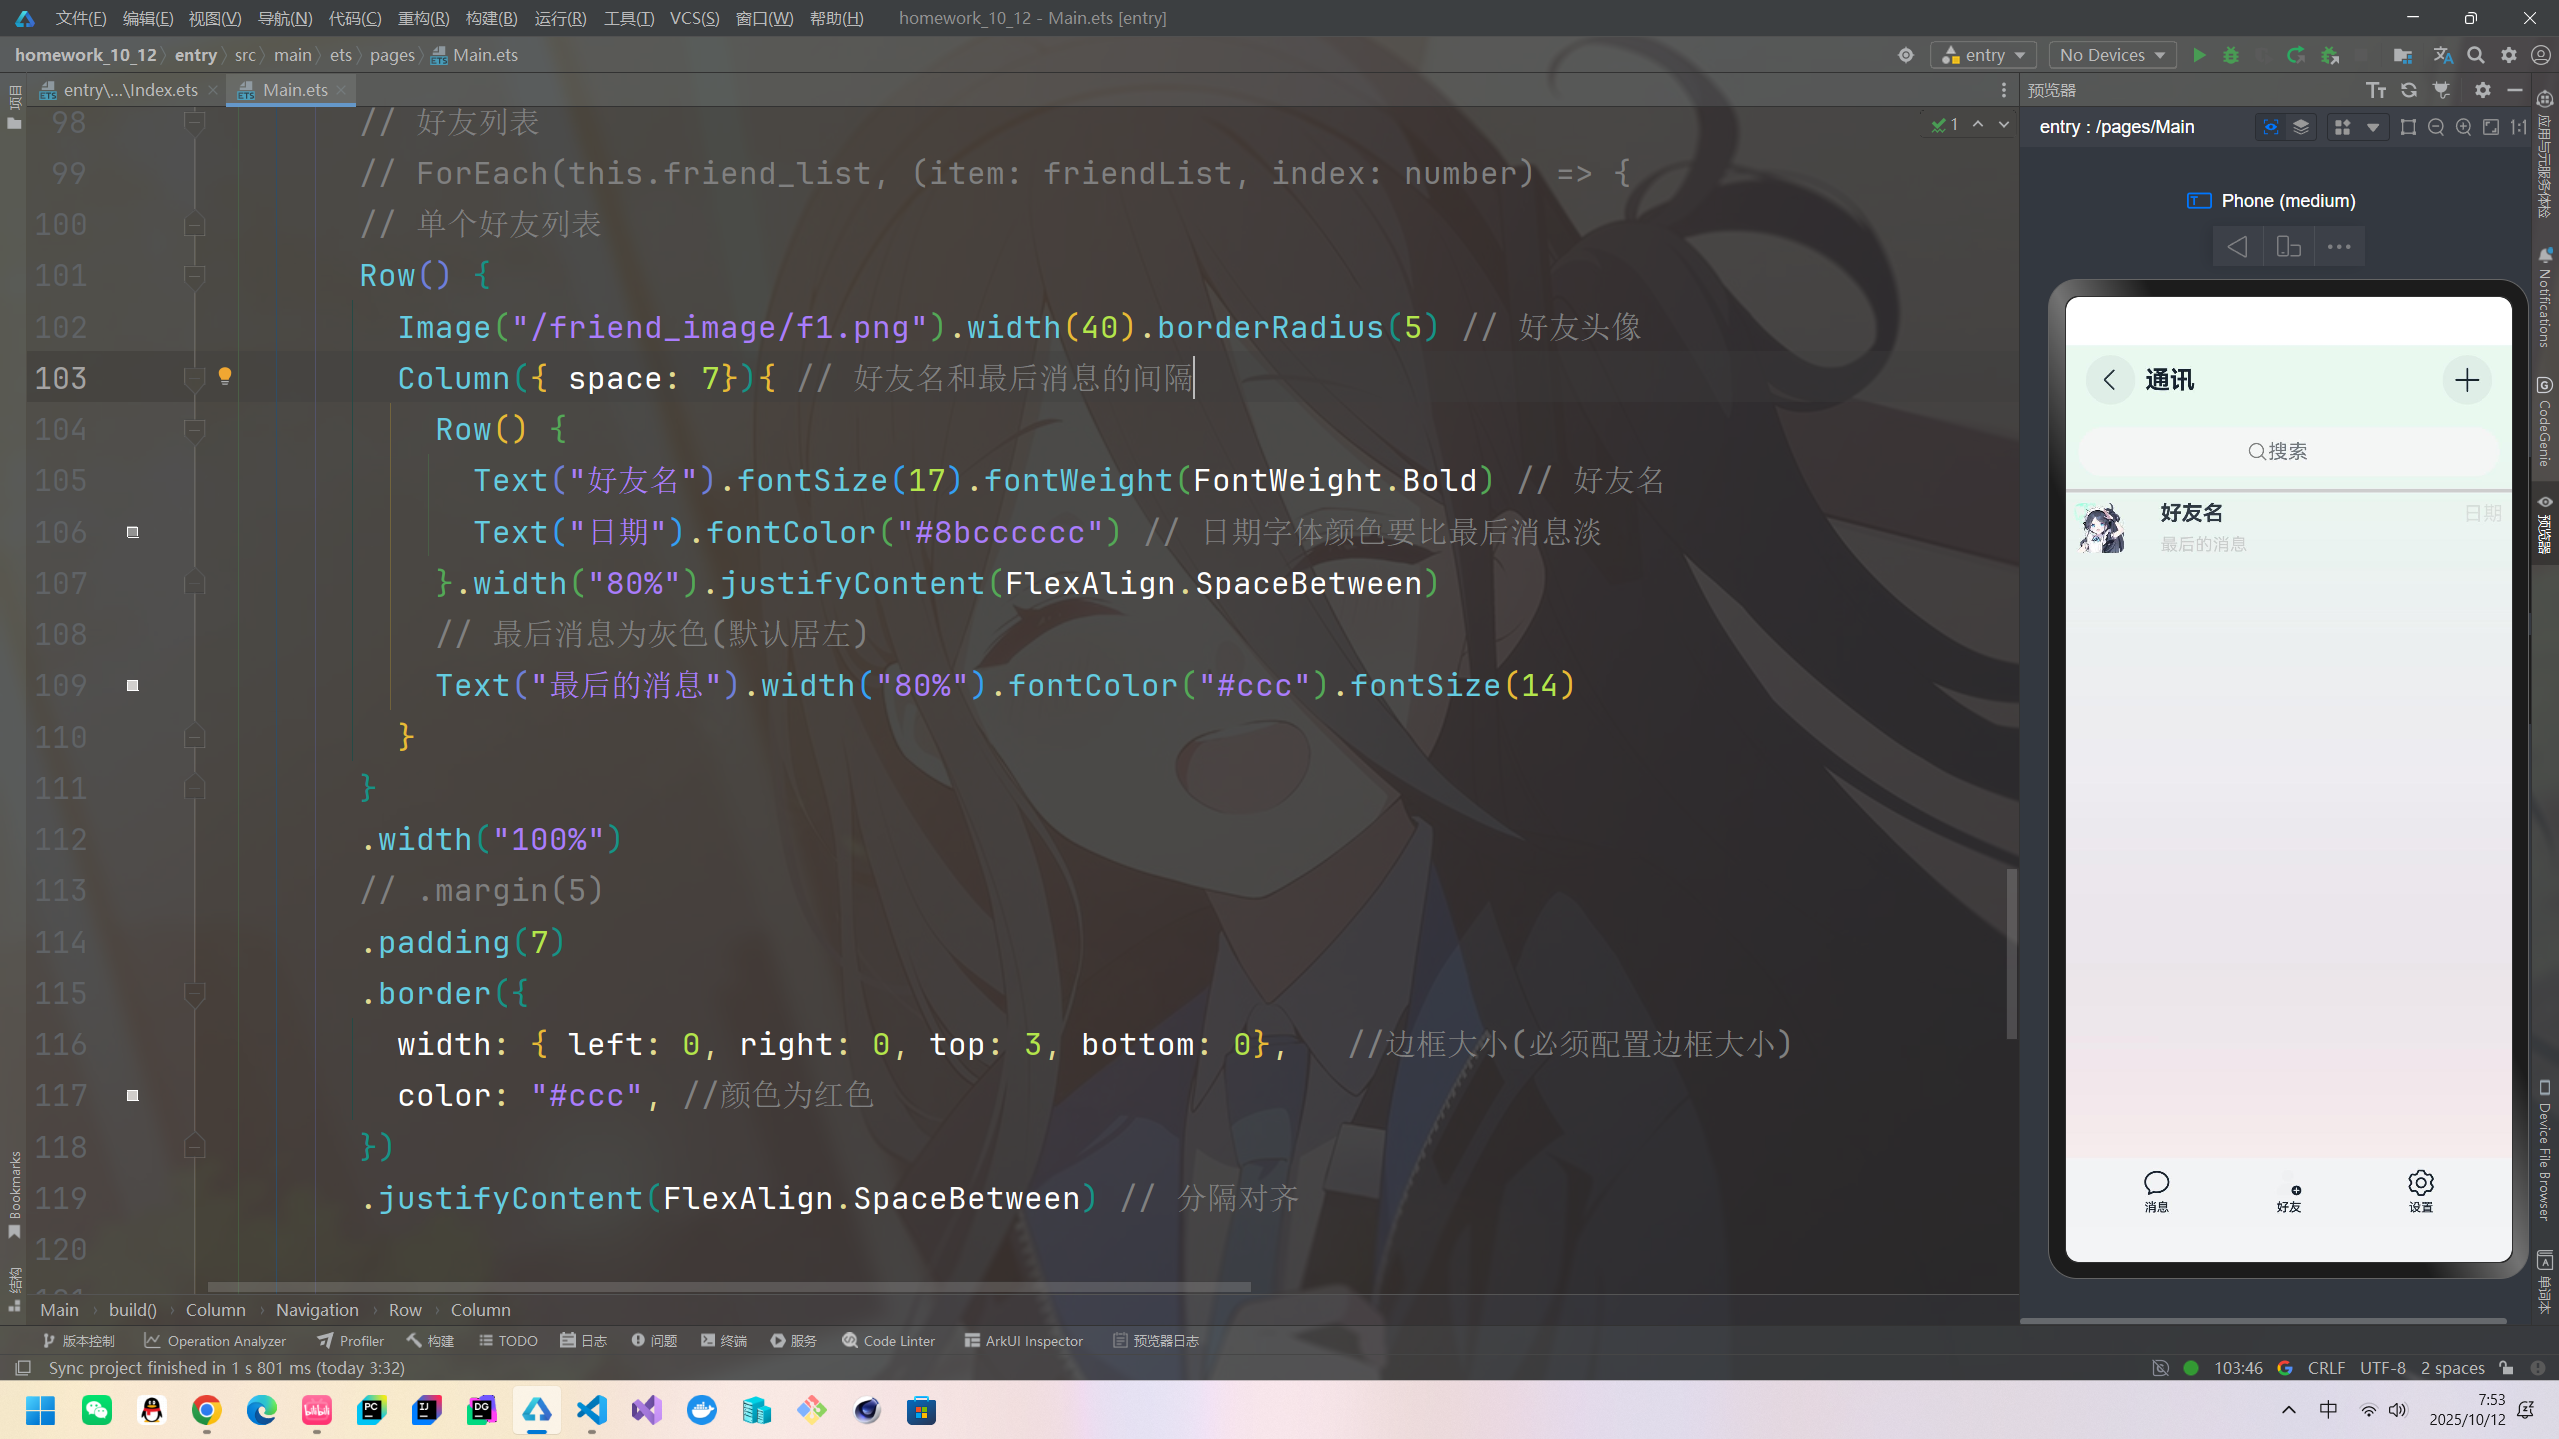 文件(F) 编辑(E) 视图(V) 导航(N) 代码(C) 重构(R) 构建(B) 运行(R) 工具(T) VCS(S) 窗口(W) 帮助(H) homework_10_12 - Main.ets [entry]
homework_10_12 entry src main ets pages Main.ets
entry No Devices
项目
entry\...\Index.ets Main.ets
预览器
1
entry : /pages/Main
Phone (medium)
98 // 好友列表
99 // ForEach(this.friend_list, (item: friendList, index: number) => {
100 // 单个好友列表
101 Row() {
102 Image("/friend_image/f1.png").width(40).borderRadius(5) // 好友头像
103 Column({ space: 7}){ // 好友名和最后消息的间隔
104 Row() {
105 Text("好友名").fontSize(17).fontWeight(FontWeight.Bold) // 好友名
106 Text("日期").fontColor("#8bcccccc") // 日期字体颜色要比最后消息淡
107 }.width("80%").justifyContent(FlexAlign.SpaceBetween)
108 // 最后消息为灰色(默认居左)
109 Text("最后的消息").width("80%").fontColor("#ccc").fontSize(14)
110 }
111 }
112 .width("100%")
113 // .margin(5)
114 .padding(7)
115 .border({
116 width: { left: 0, right: 0, top: 3, bottom: 0}, //边框大小(必须配置边框大小)
117 color: "#ccc", //颜色为红色
118 })
119 .justifyContent(FlexAlign.SpaceBetween) // 分隔对齐
120
通讯
搜索
好友名 日期
最后的消息
消息 好友 设置
应用与元服务体检
Notifications
CodeGenie
预览器
Device File Browser
单词本
Bookmarks
结构
Main build() Column Navigation Row Column
版本控制 Operation Analyzer Profiler 构建 TODO 日志 问题 终端 服务 Code Linter ArkUI Inspector 预览器日志
Sync project finished in 1 s 801 ms (today 3:32) 103:46 CRLF UTF-8 2 spaces
中 7:53
2025/10/12